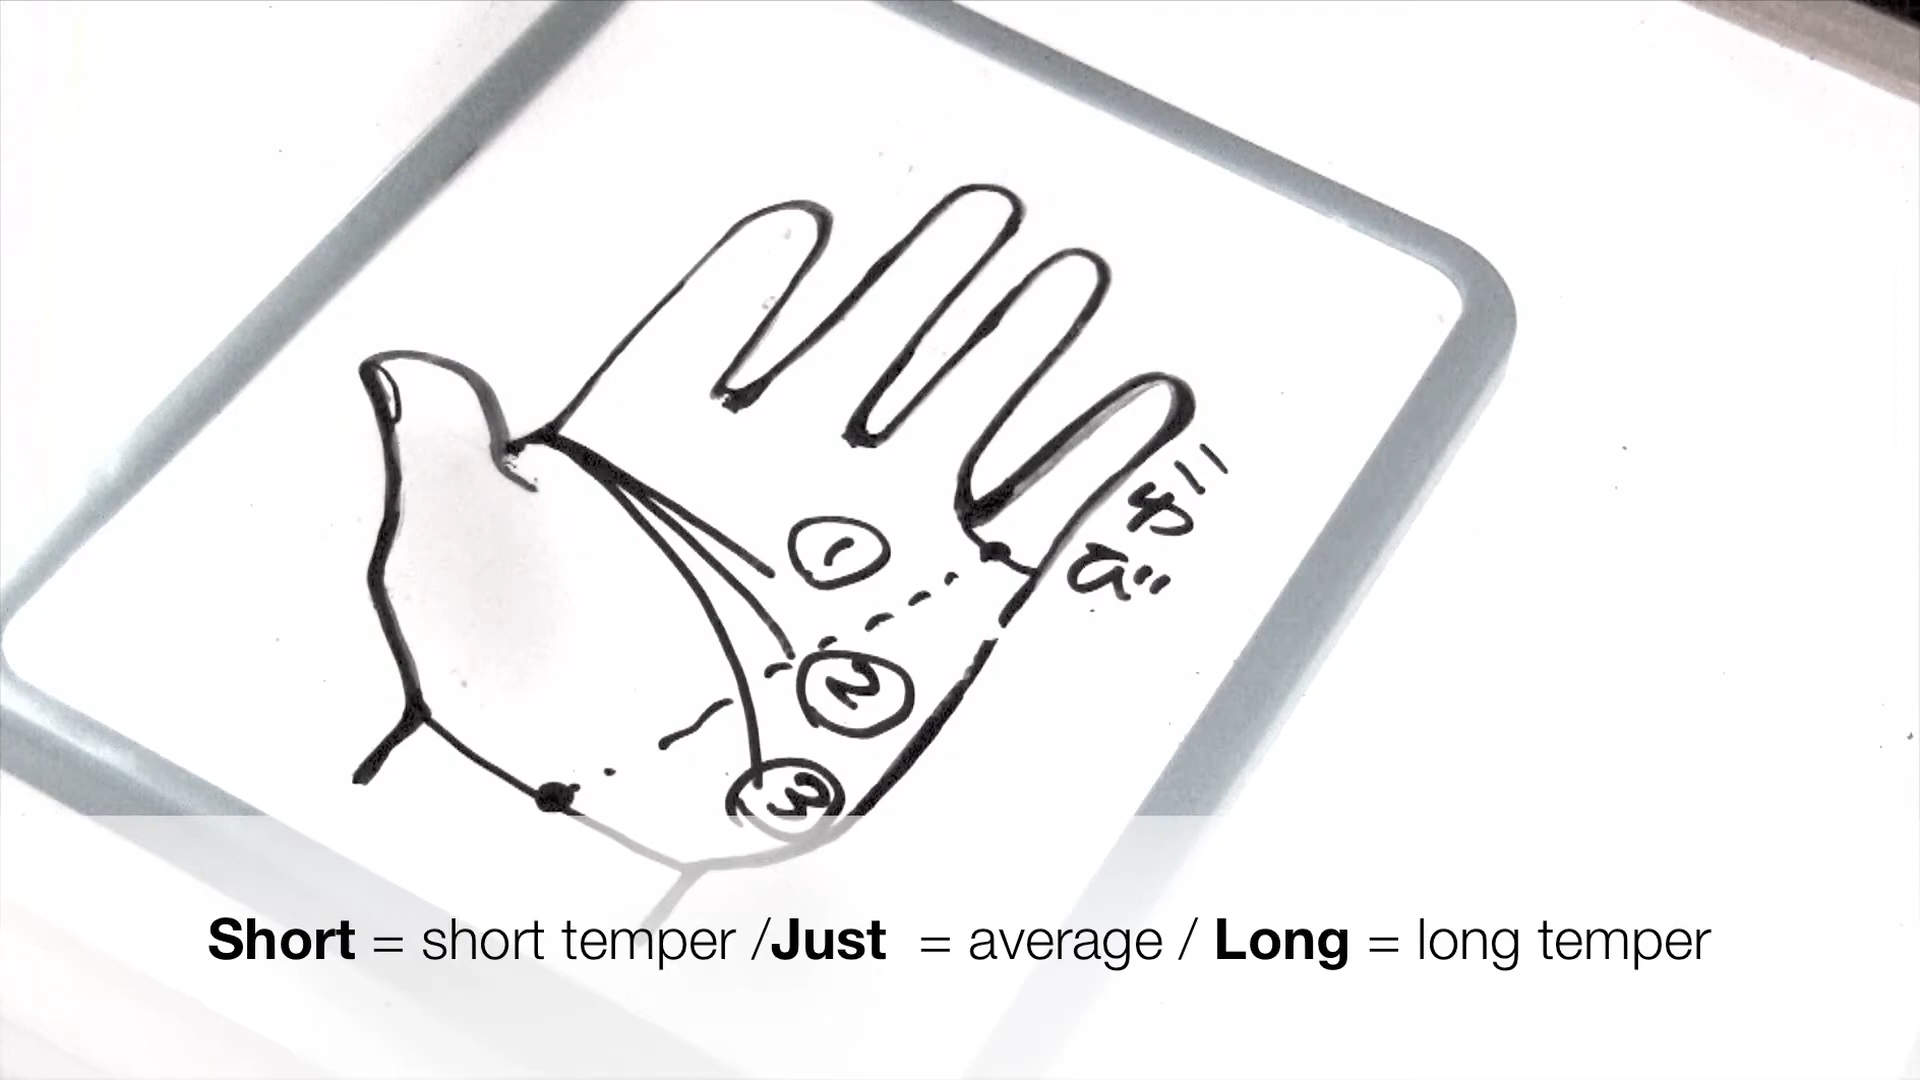 1
2
3
Short = short temper /Just = average / Long = long temper